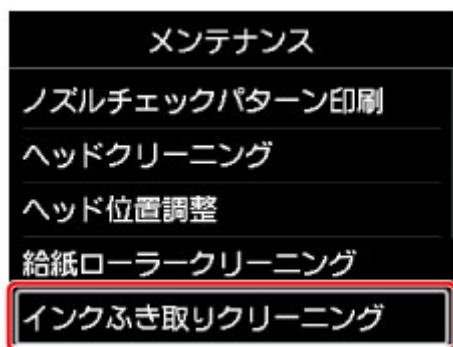 メンテナンス
ノズルチェックパターン印刷
ヘッドクリーニング
ヘッド位置調整
給紙ローラークリーニング
インクふき取りクリーニング